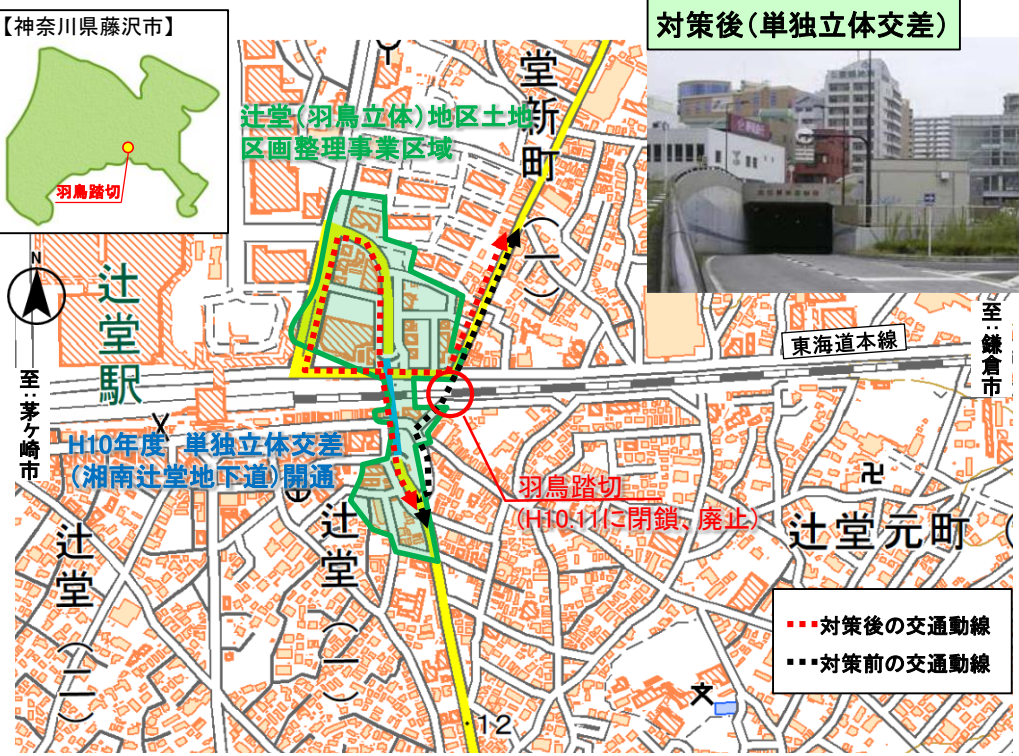 【神奈川県藤沢市】
羽鳥踏切
対策後(単独立体交差)
辻堂(羽鳥立体)地区土地
区画整理事業区域
堂新町(一)
N
辻堂駅
至:茅ヶ崎市
東海道本線
至:鎌倉市
H10年度 単独立体交差
(湘南辻堂地下道)開通
羽鳥踏切
(H10.11に閉鎖、廃止)
辻堂(二)
辻堂(一)
辻堂元町(
対策後の交通動線
対策前の交通動線
12